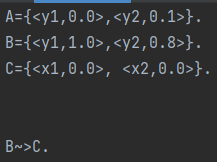 A={<y1,0.0>,<y2,0.1>}.
B={<y1,1.0>,<y2,0.8>}.
C={<x1,0.0>, <x2,0.0>}.
B~>C.